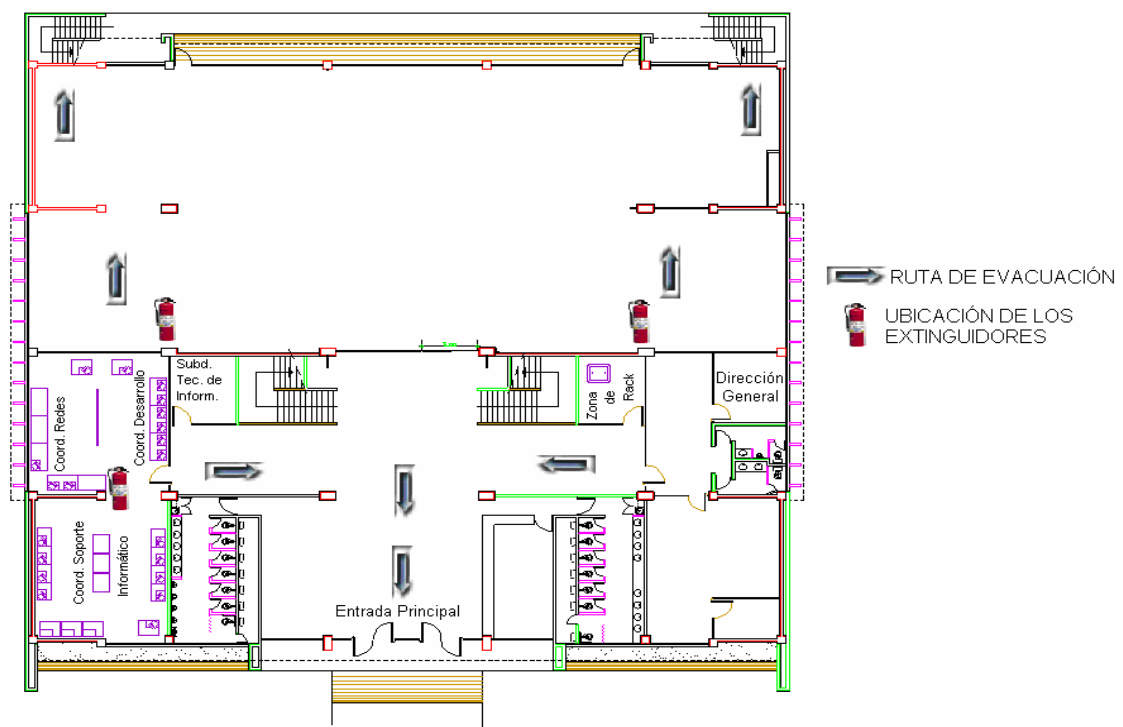 Subd.
Tec. de
Inform.
Zona
de
Rack
Dirección
General
Coord. Redes
Coord. Desarrollo
Coord. Soporte
Informático
Entrada Principal
RUTA DE EVACUACIÓN
UBICACIÓN DE LOS
EXTINGUIDORES